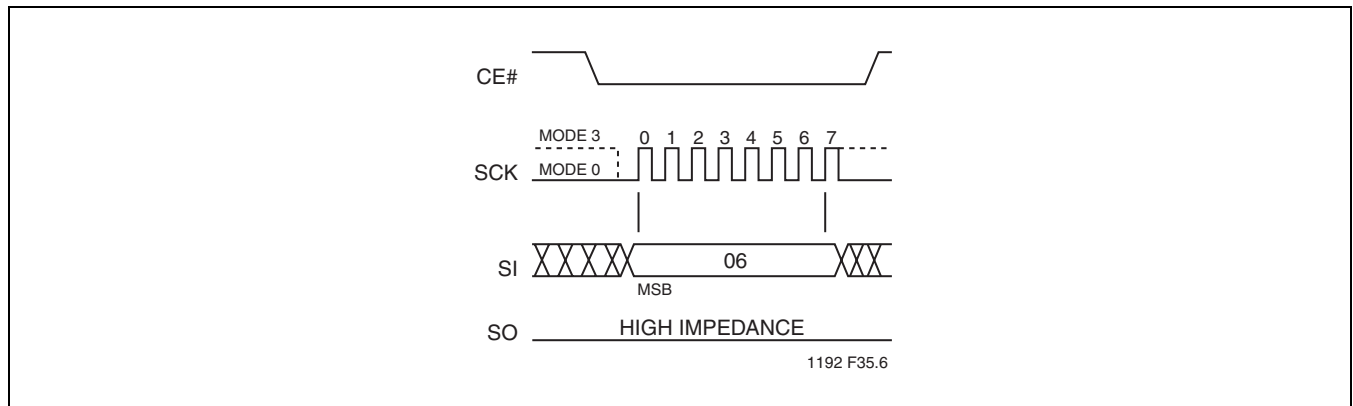 CE#
MODE 3
0 1 2 3 4 5 6 7
SCK
MODE 0
SI
06
MSB
SO
HIGH IMPEDANCE
1192 F35.6